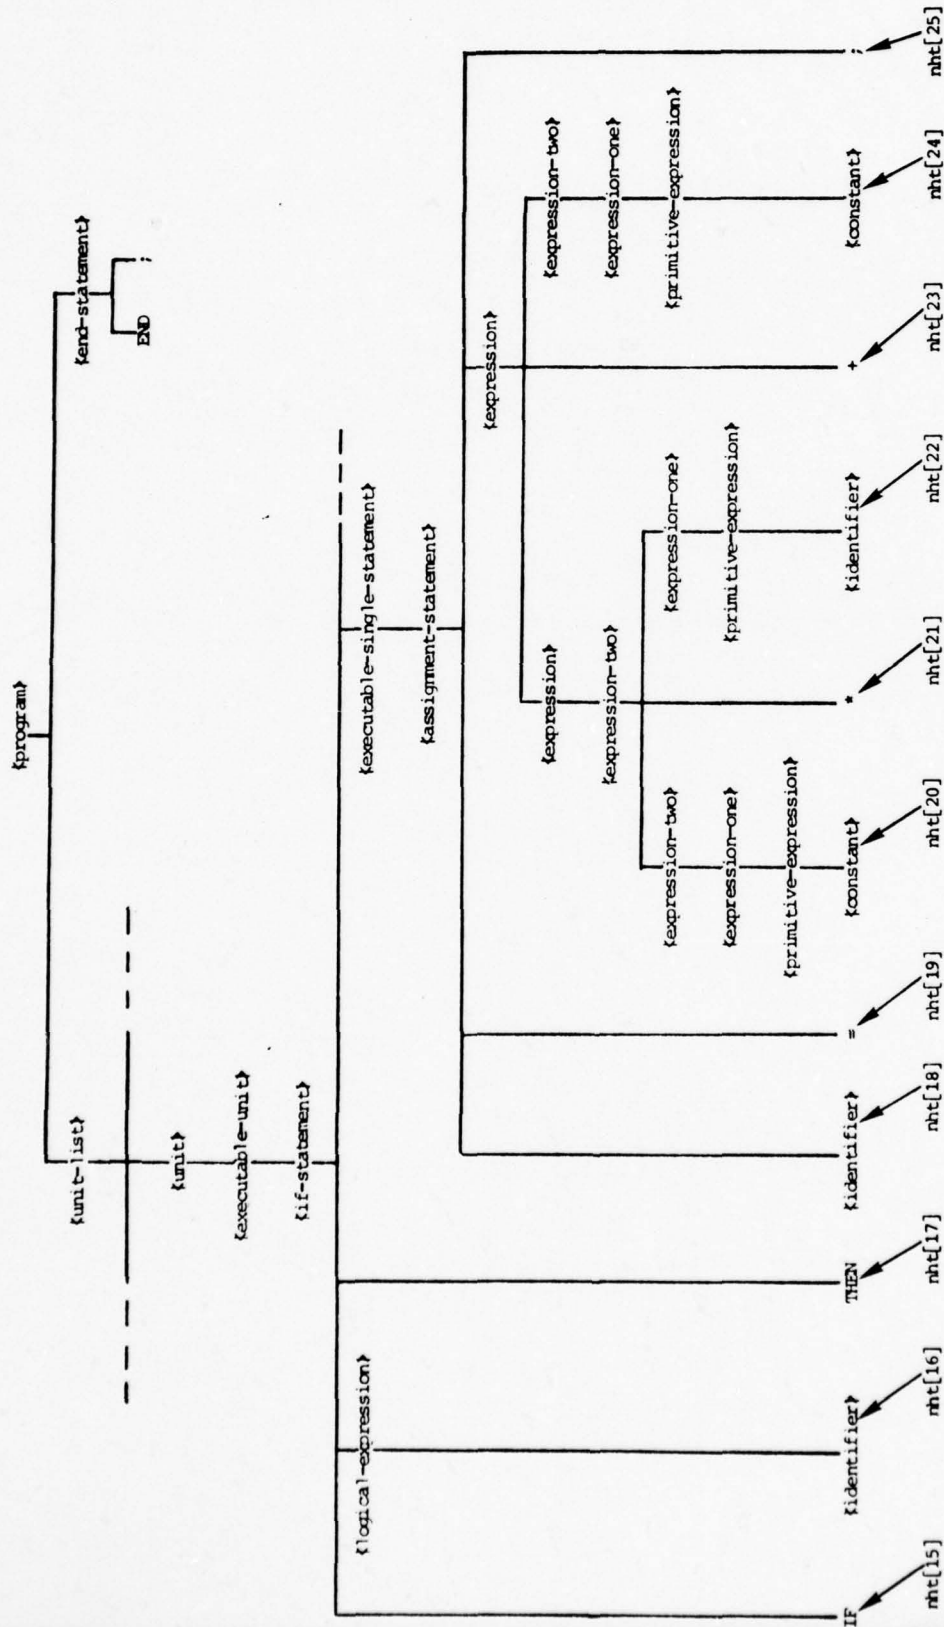 ⟨program⟩
⟨unit-list⟩
⟨end-statement⟩
END
;
⟨unit⟩
⟨executable-unit⟩
⟨if-statement⟩
⟨logical-expression⟩
⟨executable-single-statement⟩
⟨assignment-statement⟩
⟨expression⟩
⟨expression⟩
⟨expression-two⟩
⟨expression-two⟩
⟨expression-one⟩
⟨expression-two⟩
⟨expression-one⟩
⟨primitive-expression⟩
⟨expression-one⟩
⟨primitive-expression⟩
⟨primitive-expression⟩
IF
⟨identifier⟩
THEN
⟨identifier⟩
=
⟨constant⟩
*
⟨identifier⟩
+
⟨constant⟩
;
nht[15]
nht[16]
nht[17]
nht[18]
nht[19]
nht[20]
nht[21]
nht[22]
nht[23]
nht[24]
nht[25]